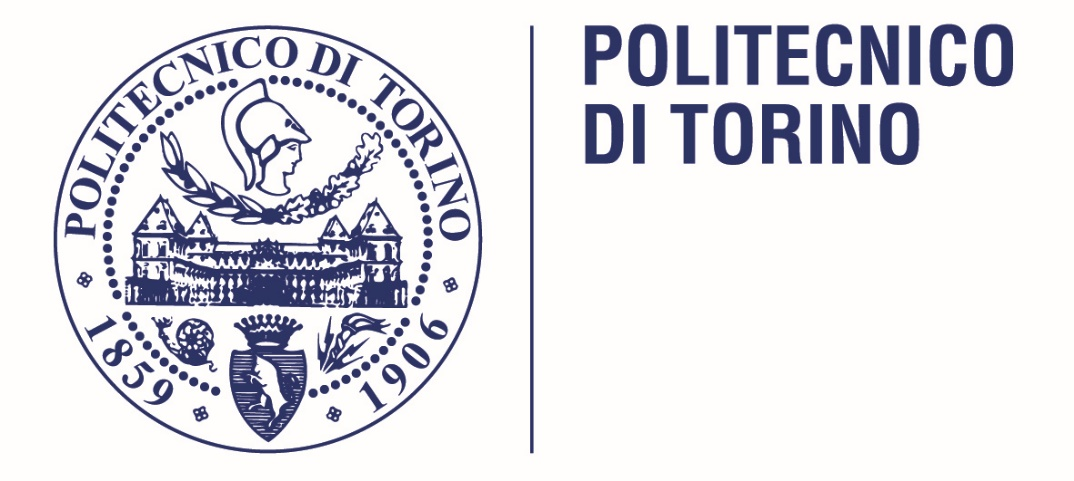 POLITECNICO DI TORINO
1859 1906
POLITECNICO
DI TORINO